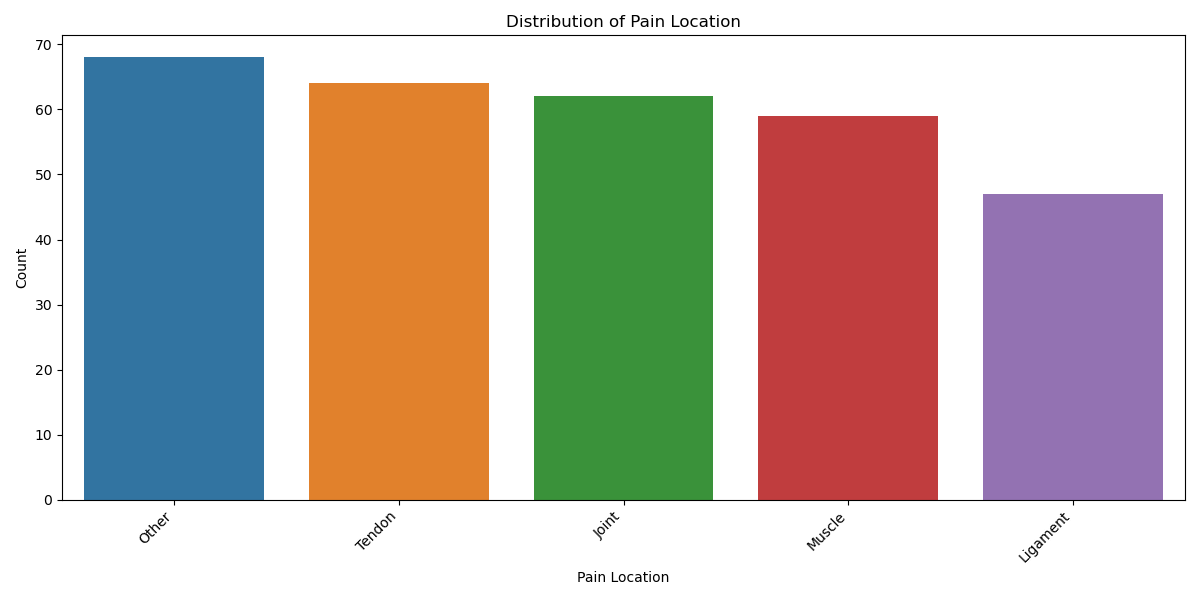 Distribution of Pain Location
70
60
50
40
30
20
10
0
Count
Other
Tendon
Joint
Muscle
Ligament
Pain Location